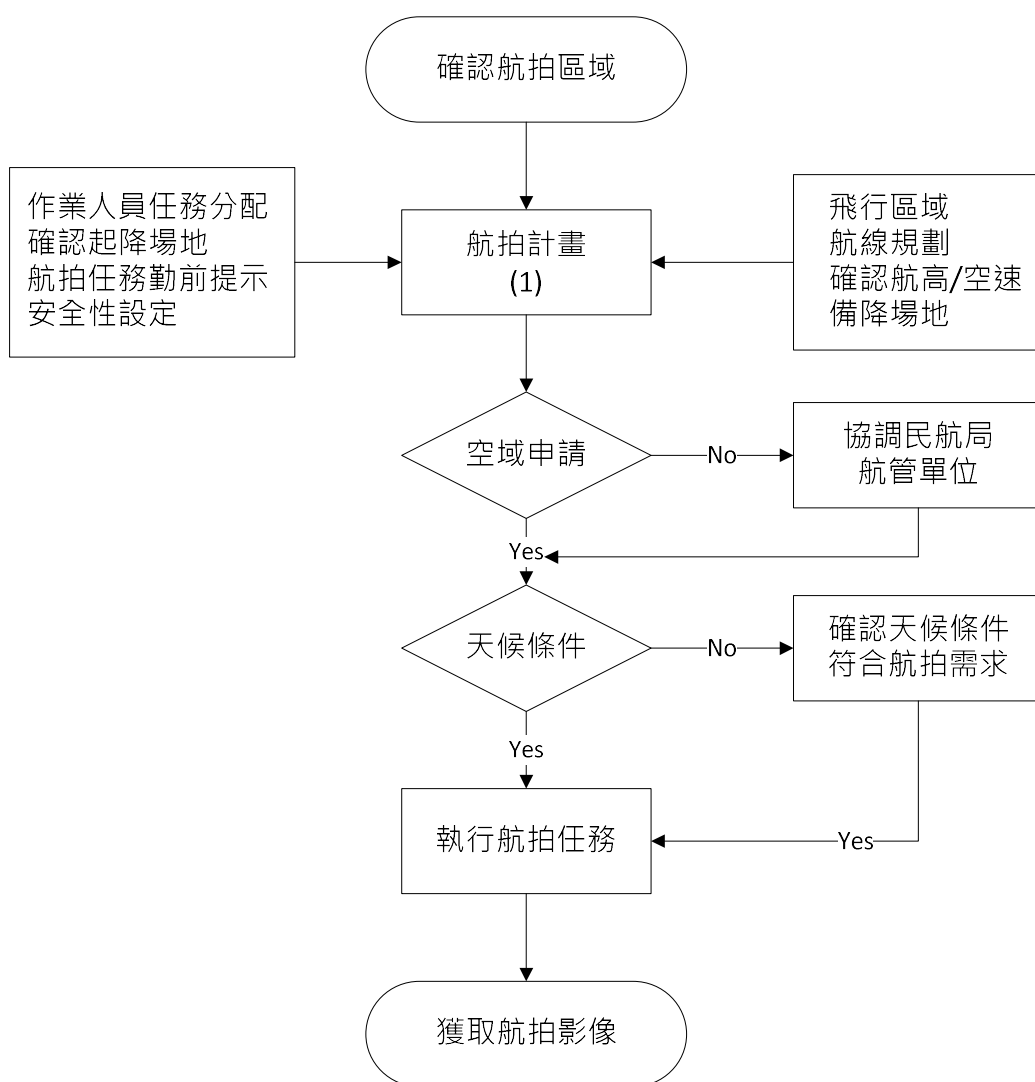 確認航拍區域
作業人員任務分配
確認起降場地
航拍任務勤前提示
安全性設定
航拍計畫
(1)
飛行區域
航線規劃
確認航高/空速
備降場地
空域申請
No
協調民航局
航管單位
Yes
天候條件
No
確認天候條件
符合航拍需求
Yes
執行航拍任務
Yes
獲取航拍影像